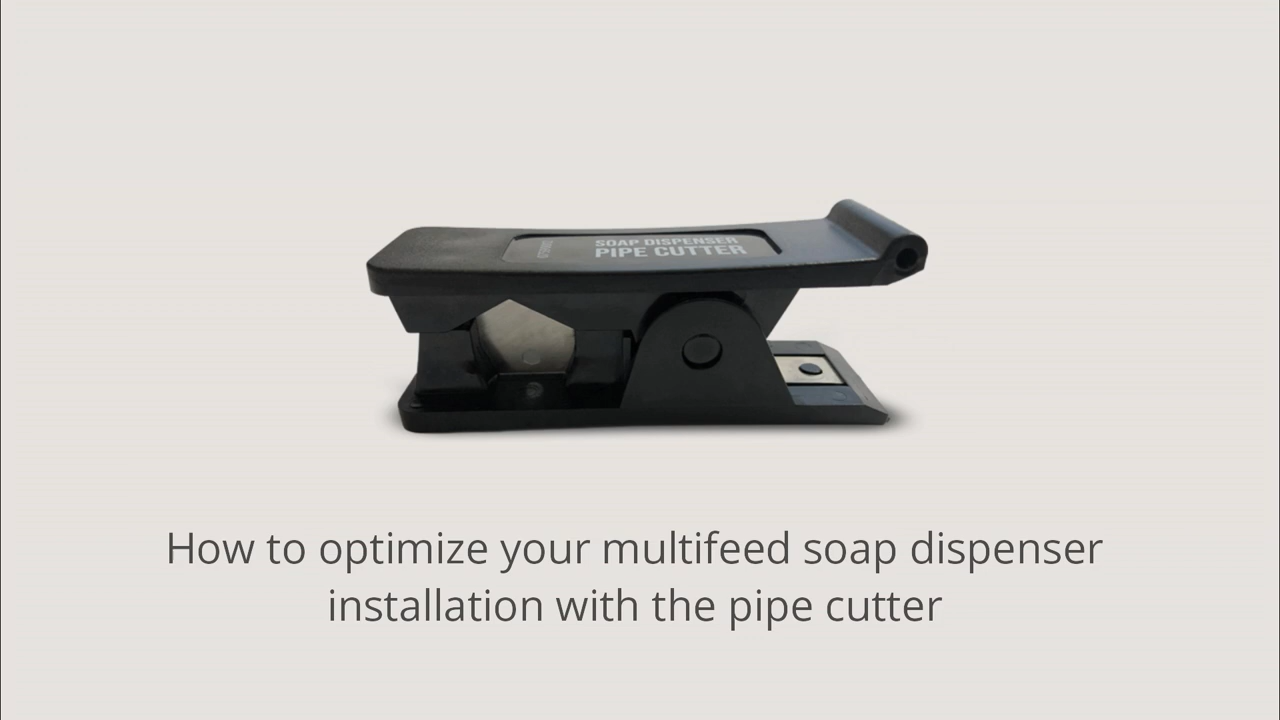 SOAP DISPENSER
PIPE CUTTER
How to optimize your multifeed soap dispenser
installation with the pipe cutter